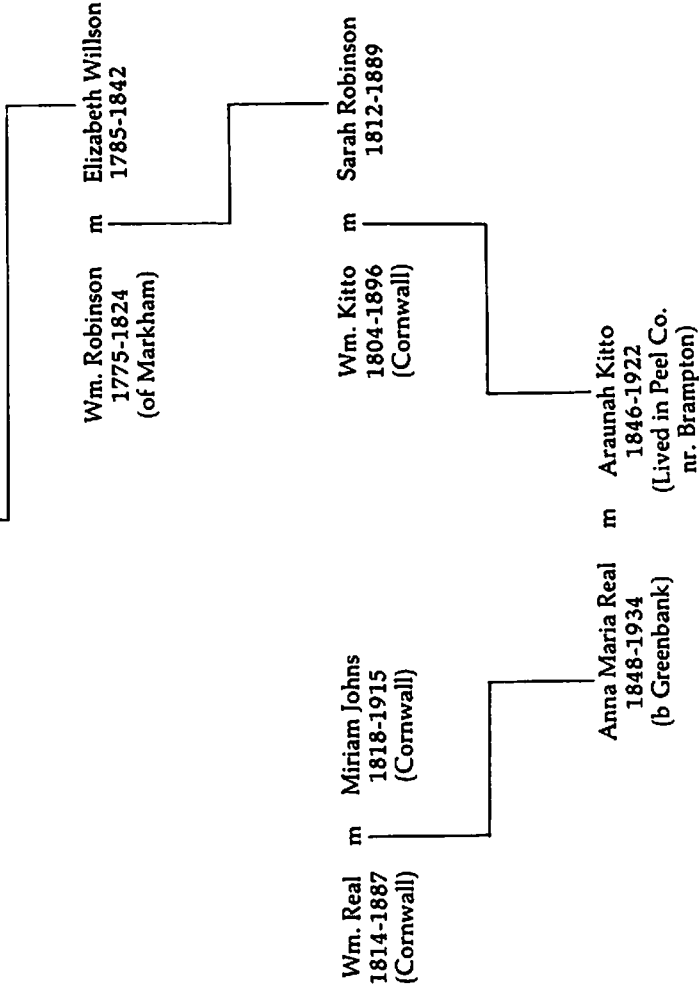 Wm. Robinson m Elizabeth Willson
1775-1824 1785-1842
(of Markham)
Wm. Real m Miriam Johns Wm. Kitto m Sarah Robinson
1814-1887 1818-1915 1804-1896 1812-1889
(Cornwall) (Cornwall) (Cornwall)
Anna Maria Real m Araunah Kitto
1848-1934 1846-1922
(b Greenbank) (Lived in Peel Co.
nr. Brampton)